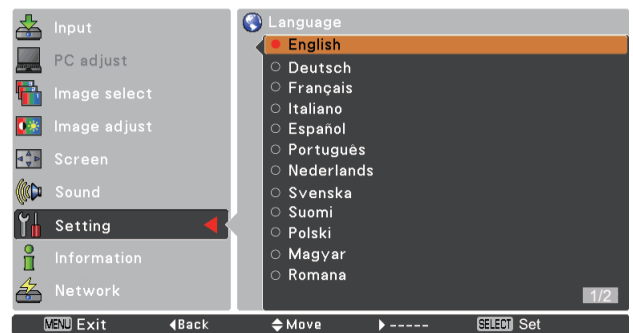 Input
PC adjust
Image select
Image adjust
Screen
Sound
Setting
Information
Network
Language
English
Deutsch
Français
Italiano
Español
Português
Nederlands
Svenska
Suomi
Polski
Magyar
Romana
1/2
MENU Exit Back Move ----- SELECT Set